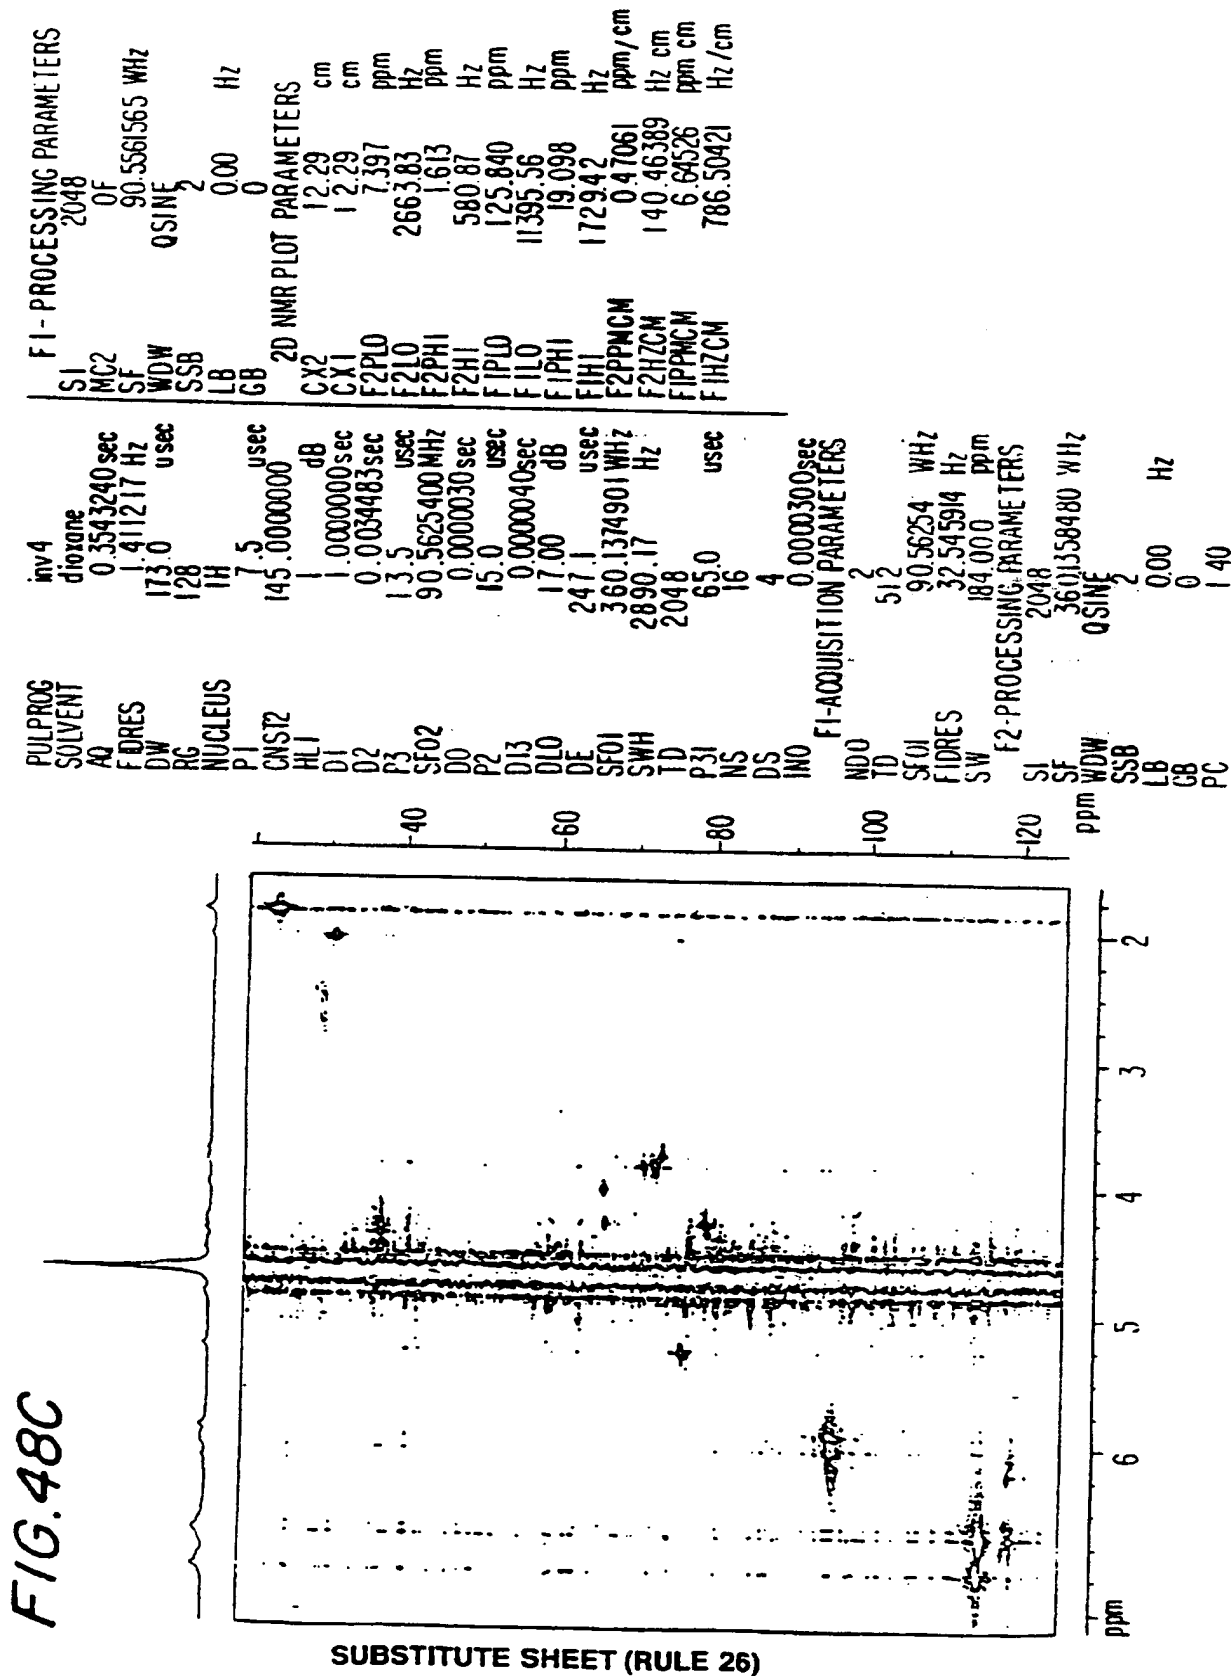 FIG. 48C
PULPROG inv4
SOLVENT dioxane
AQ 0.3543240 sec
FIDRES 1.411217 Hz
DW 173.0 usec
RG 128
NUCLEUS 1H
P1 7.5 usec
CNST2 145.0000000
HL1 1 dB
D1 1.0000000 sec
D2 0.0034483 sec
P3 13.5 usec
SFO2 90.5625400 MHz
D0 0.0000030 sec
P2 15.0 usec
D13 0.0000040 sec
DLO 17.00 dB
DE 247.1 usec
SFO1 360.1374901 WHz
SWH 2890.17 Hz
TD 2048
P31 65.0 usec
NS 16
DS 4
INO 0.0000300 sec
F1-ACQUISITION PARAMETERS
NDO 2
TD 512
SFO1 90.56254 WHz
FIDRES 32.545914 Hz
SW 184.000 ppm
F2-PROCESSING PARAMETERS
SI 2048
SF 360.1358480 WHz
WDW QSINE
SSB 2
LB 0.00 Hz
GB 0
PC 1.40
F1- PROCESSING PARAMETERS
SI 2048
MC2 OF
SF 90.5561565 WHz
WDW QSINE
SSB 2
LB 0.00 Hz
GB 0
2D NMR PLOT PARAMETERS
CX2 12.29 cm
CX1 12.29 cm
F2PLO 7.397 ppm
F2LO 2663.83 Hz
F2PHI 1.613 ppm
F2HI 580.87 Hz
F1PLO 125.840 ppm
F1LO 11395.56 Hz
F1PHI 19.098 ppm
F1HI 1729.42 Hz
F2PPMCM 0.47061 ppm/cm
F2HZCM 140.46389 Hz cm
F1PPMCM 6.64526 ppm cm
F1HZCM 786.50421 Hz/cm
40
60
80
100
120
ppm
2
3
4
5
6
ppm
SUBSTITUTE SHEET (RULE 26)